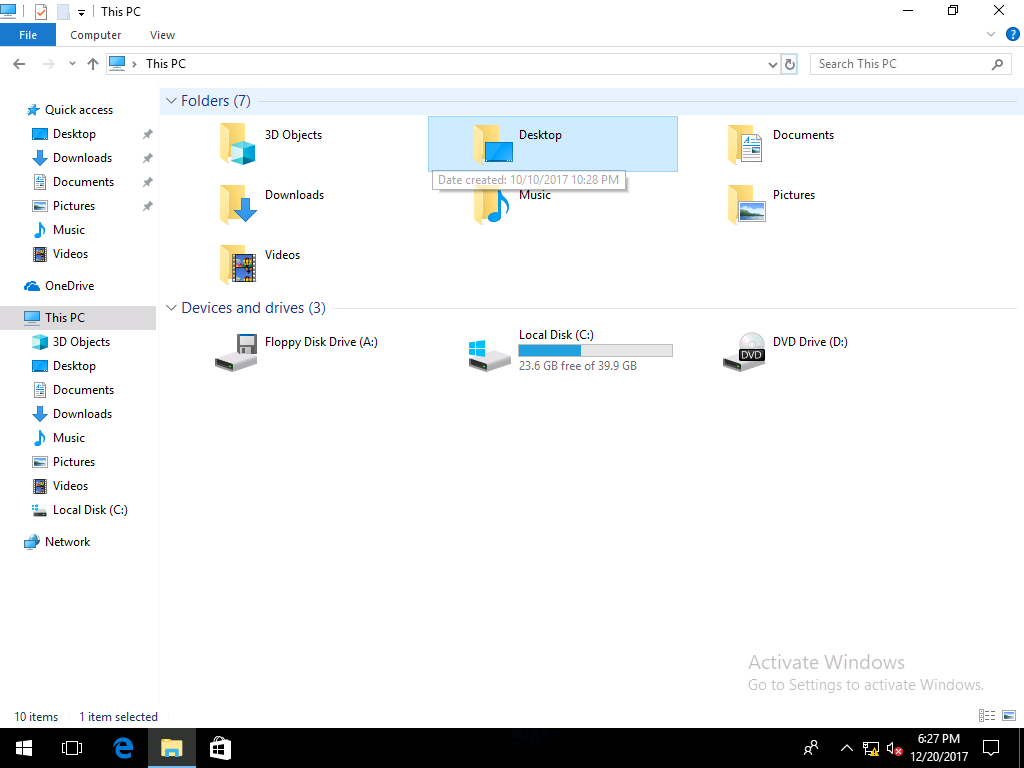 This PC
File Computer View
This PC
Search This PC
Quick access
Desktop
Downloads
Documents
Pictures
Music
Videos
OneDrive
This PC
3D Objects
Desktop
Documents
Downloads
Music
Pictures
Videos
Local Disk (C:)
Network
Folders (7)
3D Objects
Desktop
Documents
Date created: 10/10/2017 10:28 PM
Downloads
Music
Pictures
Videos
Devices and drives (3)
Floppy Disk Drive (A:)
Local Disk (C:)
23.6 GB free of 39.9 GB
DVD
DVD Drive (D:)
Activate Windows
Go to Settings to activate Windows.
10 items 1 item selected
6:27 PM
12/20/2017